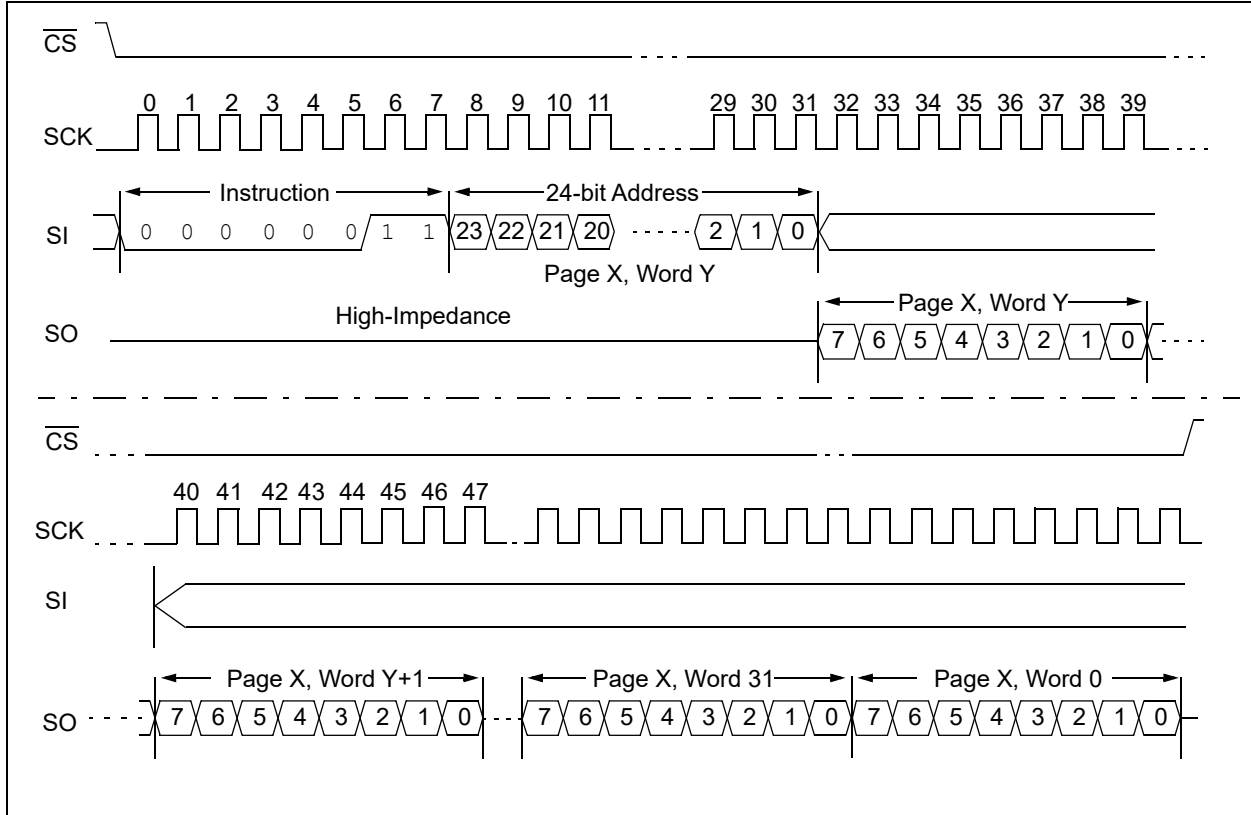 CS
0 1 2 3 4 5 6 7 8 9 10 11 29 30 31 32 33 34 35 36 37 38 39
SCK
Instruction 24-bit Address
SI 0 0 0 0 0 0 1 1 23 22 21 20 2 1 0
Page X, Word Y
High-Impedance Page X, Word Y
SO 7 6 5 4 3 2 1 0
CS
40 41 42 43 44 45 46 47
SCK
SI
Page X, Word Y+1 Page X, Word 31 Page X, Word 0
SO 7 6 5 4 3 2 1 0 7 6 5 4 3 2 1 0 7 6 5 4 3 2 1 0